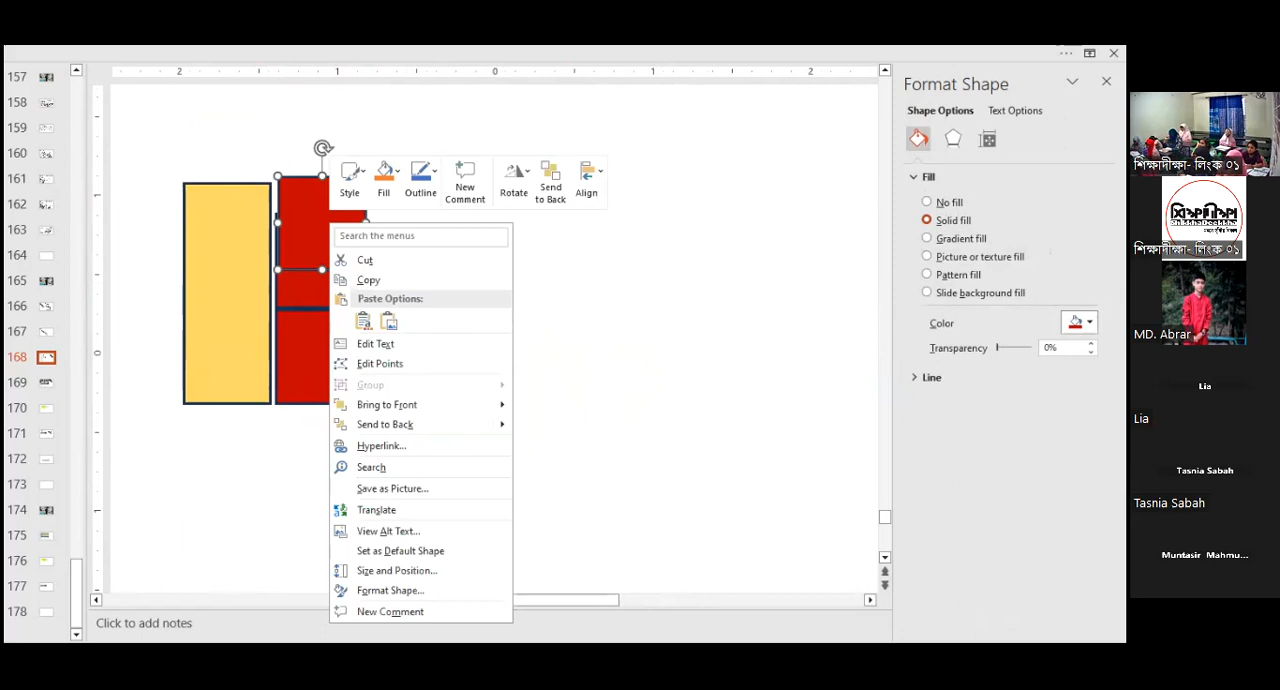 157
158
159
160
161
162
163
164
165
166
167
168
169
170
171
172
173
174
175
176
177
178
2 1 0 1 2
1
0
1
Style
Fill
Outline
New
Comment
Rotate
Send
to Back
Align
Search the menus
Cut
Copy
Paste Options:
Edit Text
Edit Points
Group
Bring to Front
Send to Back
Hyperlink...
Search
Save as Picture...
Translate
View Alt Text...
Set as Default Shape
Size and Position...
Format Shape...
New Comment
Click to add notes
Format Shape
Shape Options
Text Options
Fill
No fill
Solid fill
Gradient fill
Picture or texture fill
Pattern fill
Slide background fill
Color
Transparency
0%
Line
শিক্ষাদীক্ষা- লিংক ০১
শিক্ষাদীক্ষা- লিংক ০১
MD. Abrar
Lia
Lia
Tasnia Sabah
Tasnia Sabah
Muntasir Mahmu...